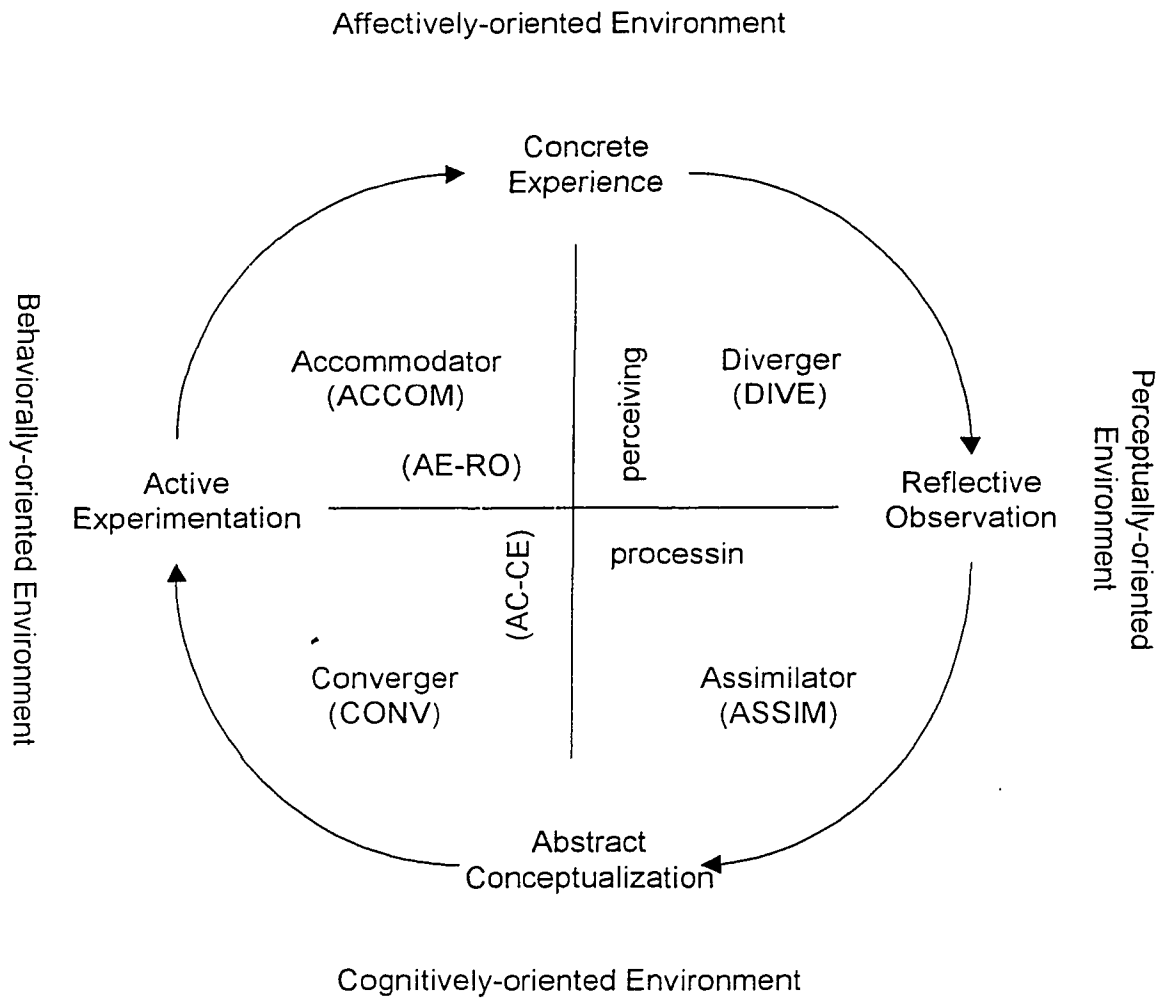 Affectively-oriented Environment
Concrete
Experience
Behaviorally-oriented Environment
Accommodator
(ACCOM)
perceiving
Diverger
(DIVE)
Perceptually-oriented
Environment
(AE-RO)
Active
Experimentation
Reflective
Observation
(AC-CE)
processin
Converger
(CONV)
Assimilator
(ASSIM)
Abstract
Conceptualization
Cognitively-oriented Environment